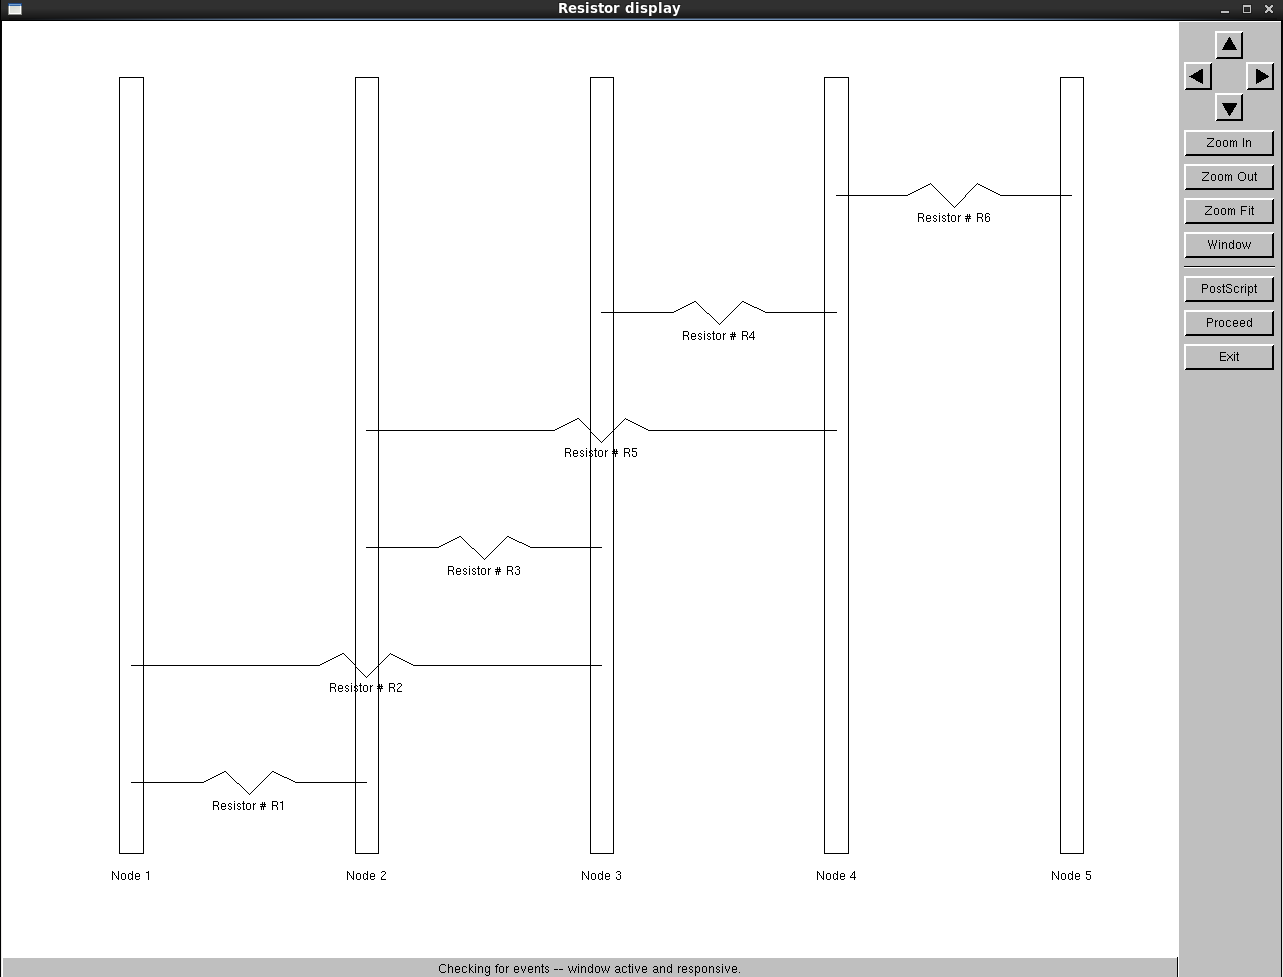 Resistor display
Zoom In
Zoom Out
Zoom Fit
Window
PostScript
Proceed
Exit
Resistor # R6
Resistor # R4
Resistor # R5
Resistor # R3
Resistor # R2
Resistor # R1
Node 1
Node 2
Node 3
Node 4
Node 5
Checking for events -- window active and responsive.